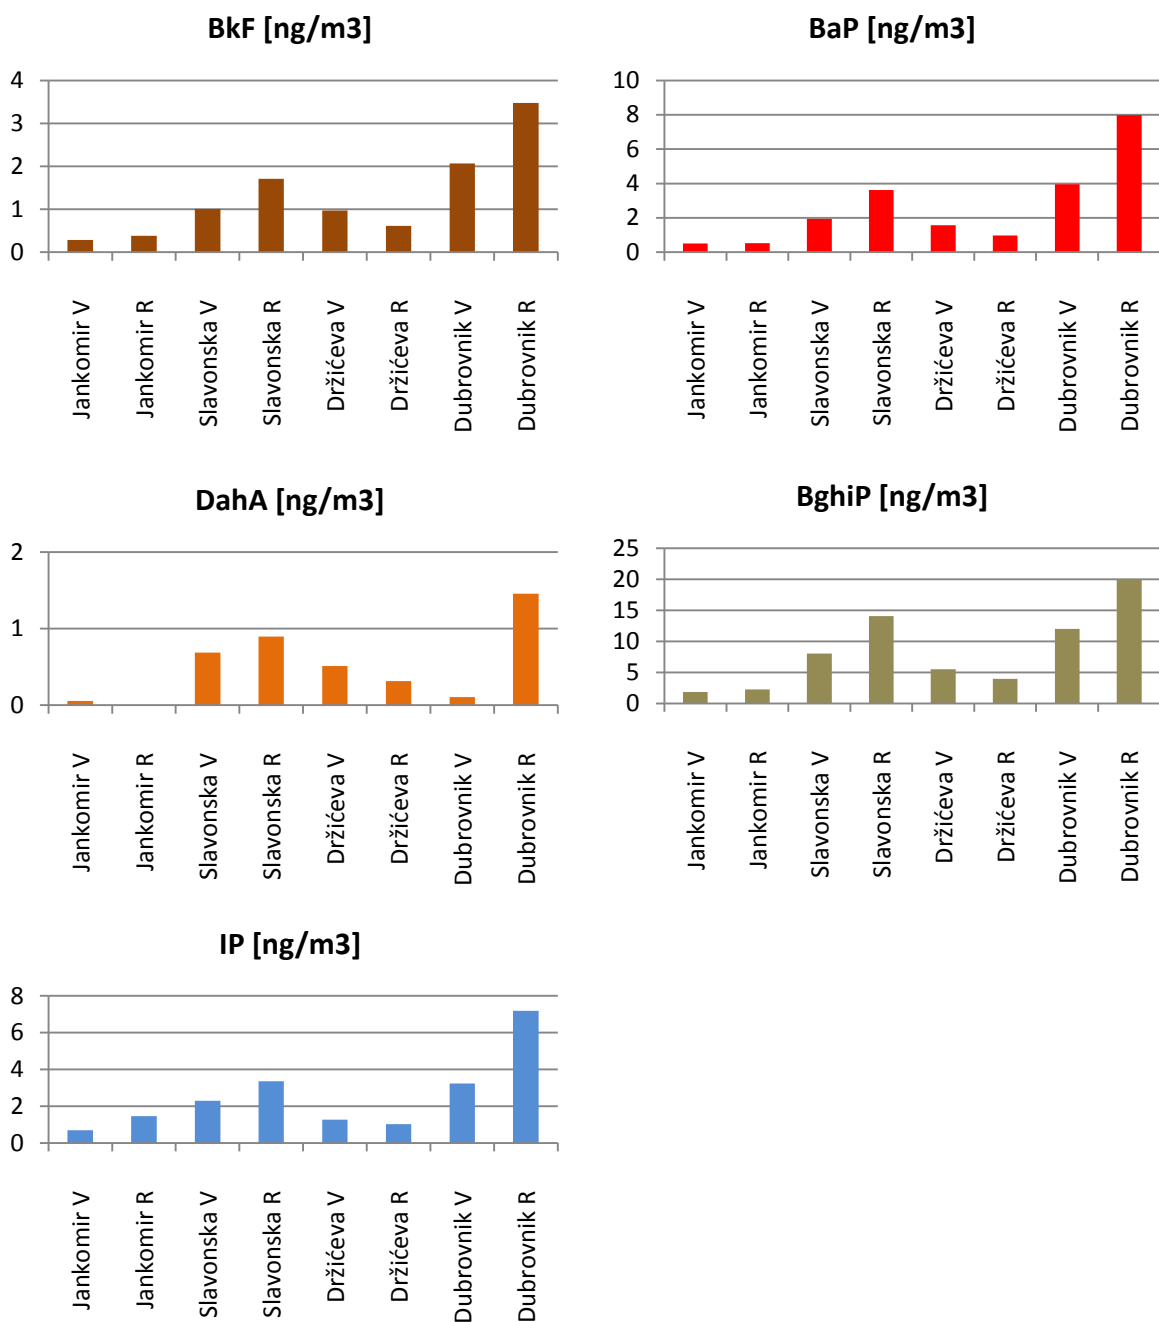 BkF [ng/m3]
4
3
2
1
0
Jankomir V
Jankomir R
Slavonska V
Slavonska R
Držićeva V
Držićeva R
Dubrovnik V
Dubrovnik R
BaP [ng/m3]
10
8
6
4
2
0
Jankomir V
Jankomir R
Slavonska V
Slavonska R
Držićeva V
Držićeva R
Dubrovnik V
Dubrovnik R
DahA [ng/m3]
2
1
0
Jankomir V
Jankomir R
Slavonska V
Slavonska R
Držićeva V
Držićeva R
Dubrovnik V
Dubrovnik R
BghiP [ng/m3]
25
20
15
10
5
0
Jankomir V
Jankomir R
Slavonska V
Slavonska R
Držićeva V
Držićeva R
Dubrovnik V
Dubrovnik R
IP [ng/m3]
8
6
4
2
0
Jankomir V
Jankomir R
Slavonska V
Slavonska R
Držićeva V
Držićeva R
Dubrovnik V
Dubrovnik R